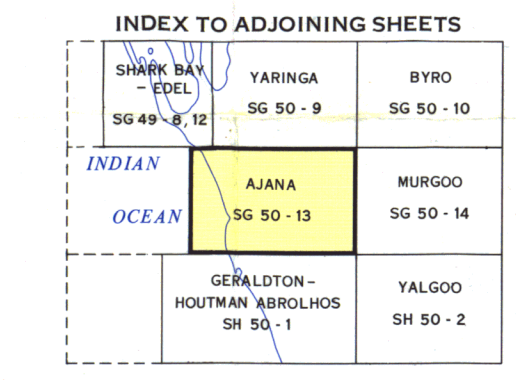 INDEX TO ADJOINING SHEETS
SHARK BAY
– EDEL
SG 49 - 8, 12
YARINGA
SG 50 - 9
BYRO
SG 50 - 10
INDIAN
OCEAN
AJANA
SG 50 - 13
MURGOO
SG 50 - 14
GERALDTON–
HOUTMAN ABROLHOS
SH 50 - 1
YALGOO
SH 50 - 2